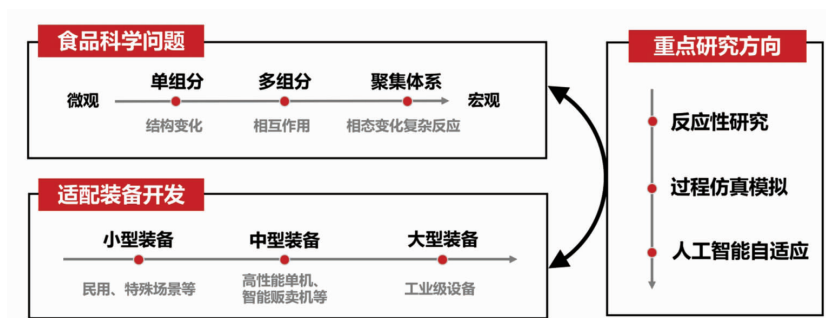 食品科学问题
单组分 多组分 聚集体系
微观 宏观
结构变化 相互作用 相态变化复杂反应
适配装备开发
小型装备 中型装备 大型装备
民用、特殊场景等 高性能单机、 工业级设备
智能贩卖机等
重点研究方向
反应性研究
过程仿真模拟
人工智能自适应